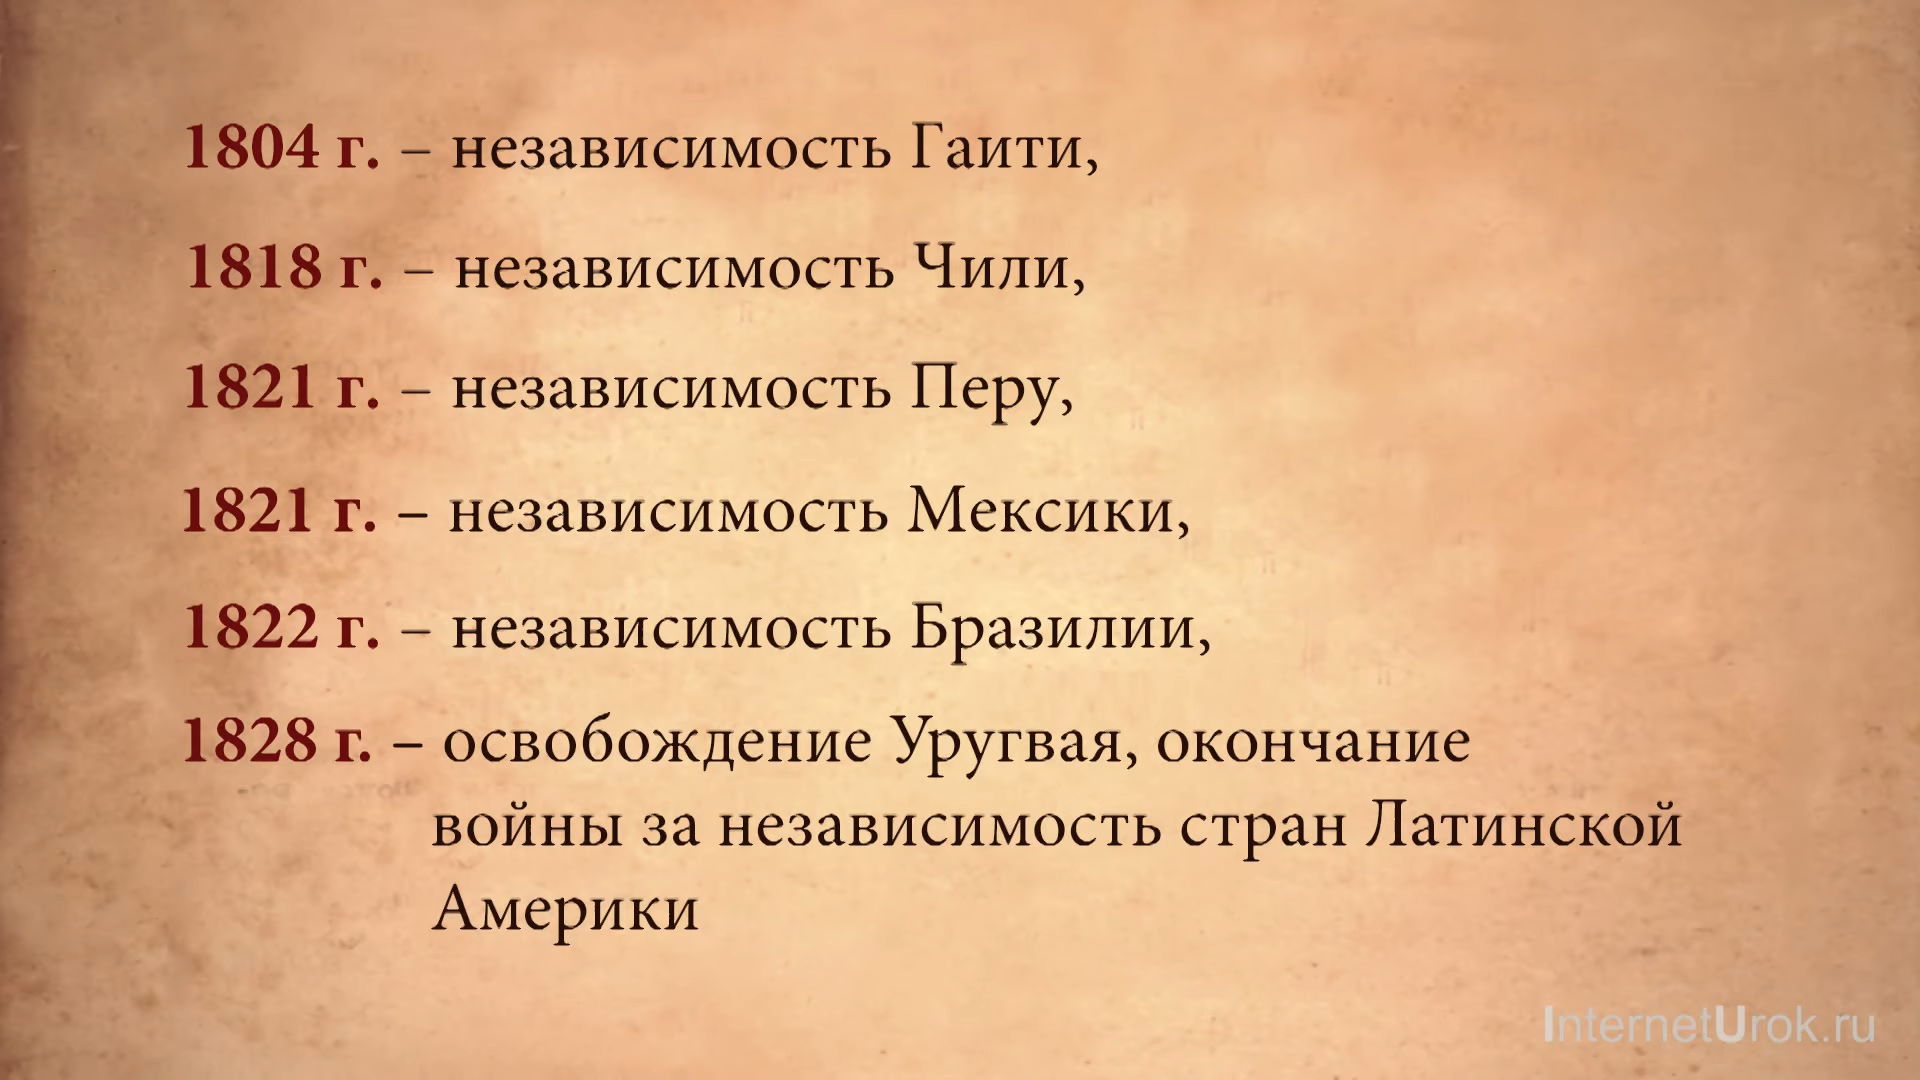 1804 г. – независимость Гаити,
1818 г. – независимость Чили,
1821 г. – независимость Перу,
1821 г. – независимость Мексики,
1822 г. – независимость Бразилии,
1828 г. – освобождение Уругвая, окончание
войны за независимость стран Латинской
Америки
InternetUrok.ru